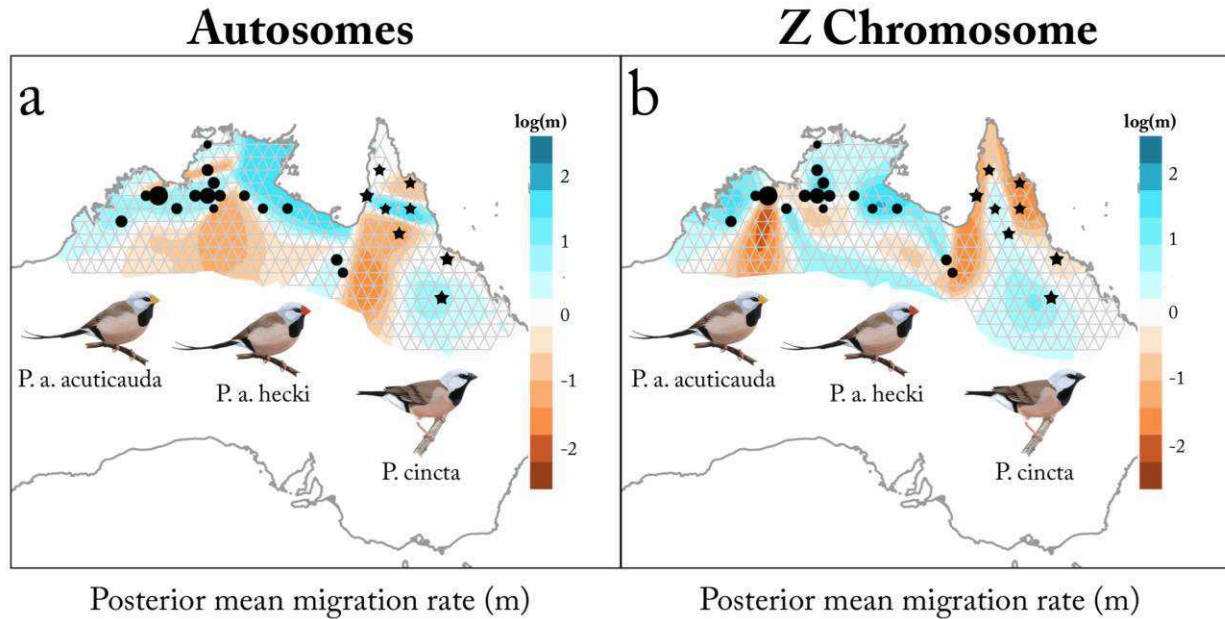 Autosomes
Z Chromosome
a
log(m)
2
1
0
-1
-2
P. a. acuticauda
P. a. hecki
P. cincta
b
log(m)
2
1
0
-1
-2
P. a. acuticauda
P. a. hecki
P. cincta
Posterior mean migration rate (m)
Posterior mean migration rate (m)